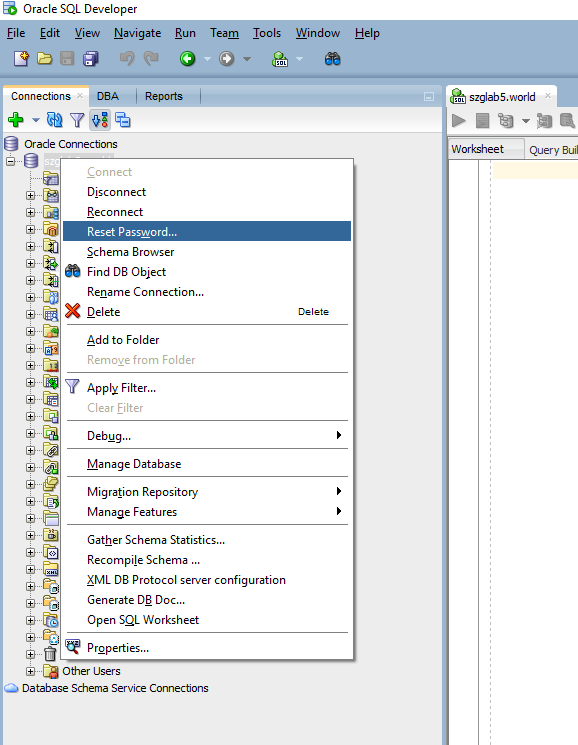 Oracle SQL Developer
File Edit View Navigate Run Team Tools Window Help
Connections DBA Reports
szglab5.world
Worksheet Query Buil
Oracle Connections
Connect
Disconnect
Reconnect
Reset Password...
Schema Browser
Find DB Object
Rename Connection...
Delete Delete
Add to Folder
Remove from Folder
Apply Filter...
Clear Filter
Debug...
Manage Database
Migration Repository
Manage Features
Gather Schema Statistics...
Recompile Schema ...
XML DB Protocol server configuration
Generate DB Doc...
Open SQL Worksheet
Properties...
Other Users
Database Schema Service Connections